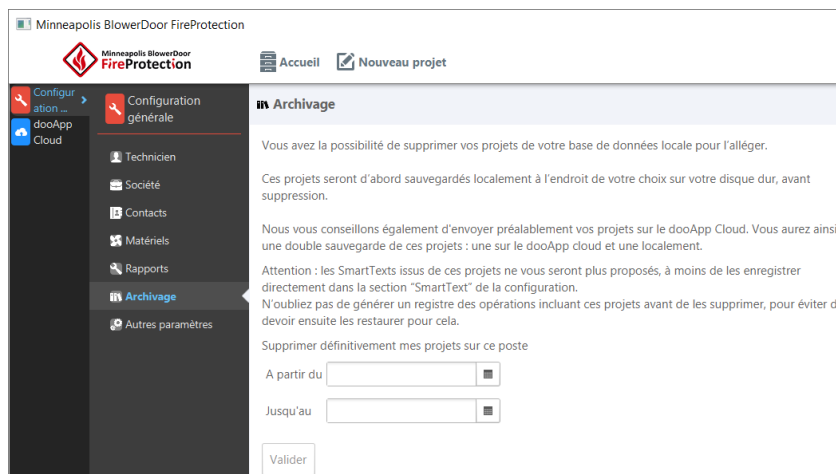 Minneapolis BlowerDoor FireProtection
Minneapolis BlowerDoor
FireProtection
Accueil
Nouveau projet
Configur
ation ...
dooApp
Cloud
Configuration
générale
Technicien
Société
Contacts
Matériels
Rapports
Archivage
Autres paramètres
Archivage
Vous avez la possibilité de supprimer vos projets de votre base de données locale pour l'alléger.
Ces projets seront d'abord sauvegardés localement à l'endroit de votre choix sur votre disque dur, avant
suppression.
Nous vous conseillons également d'envoyer préalablement vos projets sur le dooApp Cloud. Vous aurez ainsi
une double sauvegarde de ces projets : une sur le dooApp cloud et une localement.
Attention : les SmartTexts issus de ces projets ne vous seront plus proposés, à moins de les enregistrer
directement dans la section "SmartText" de la configuration.
N'oubliez pas de générer un registre des opérations incluant ces projets avant de les supprimer, pour éviter d
devoir ensuite les restaurer pour cela.
Supprimer définitivement mes projets sur ce poste
A partir du
Jusqu'au
Valider